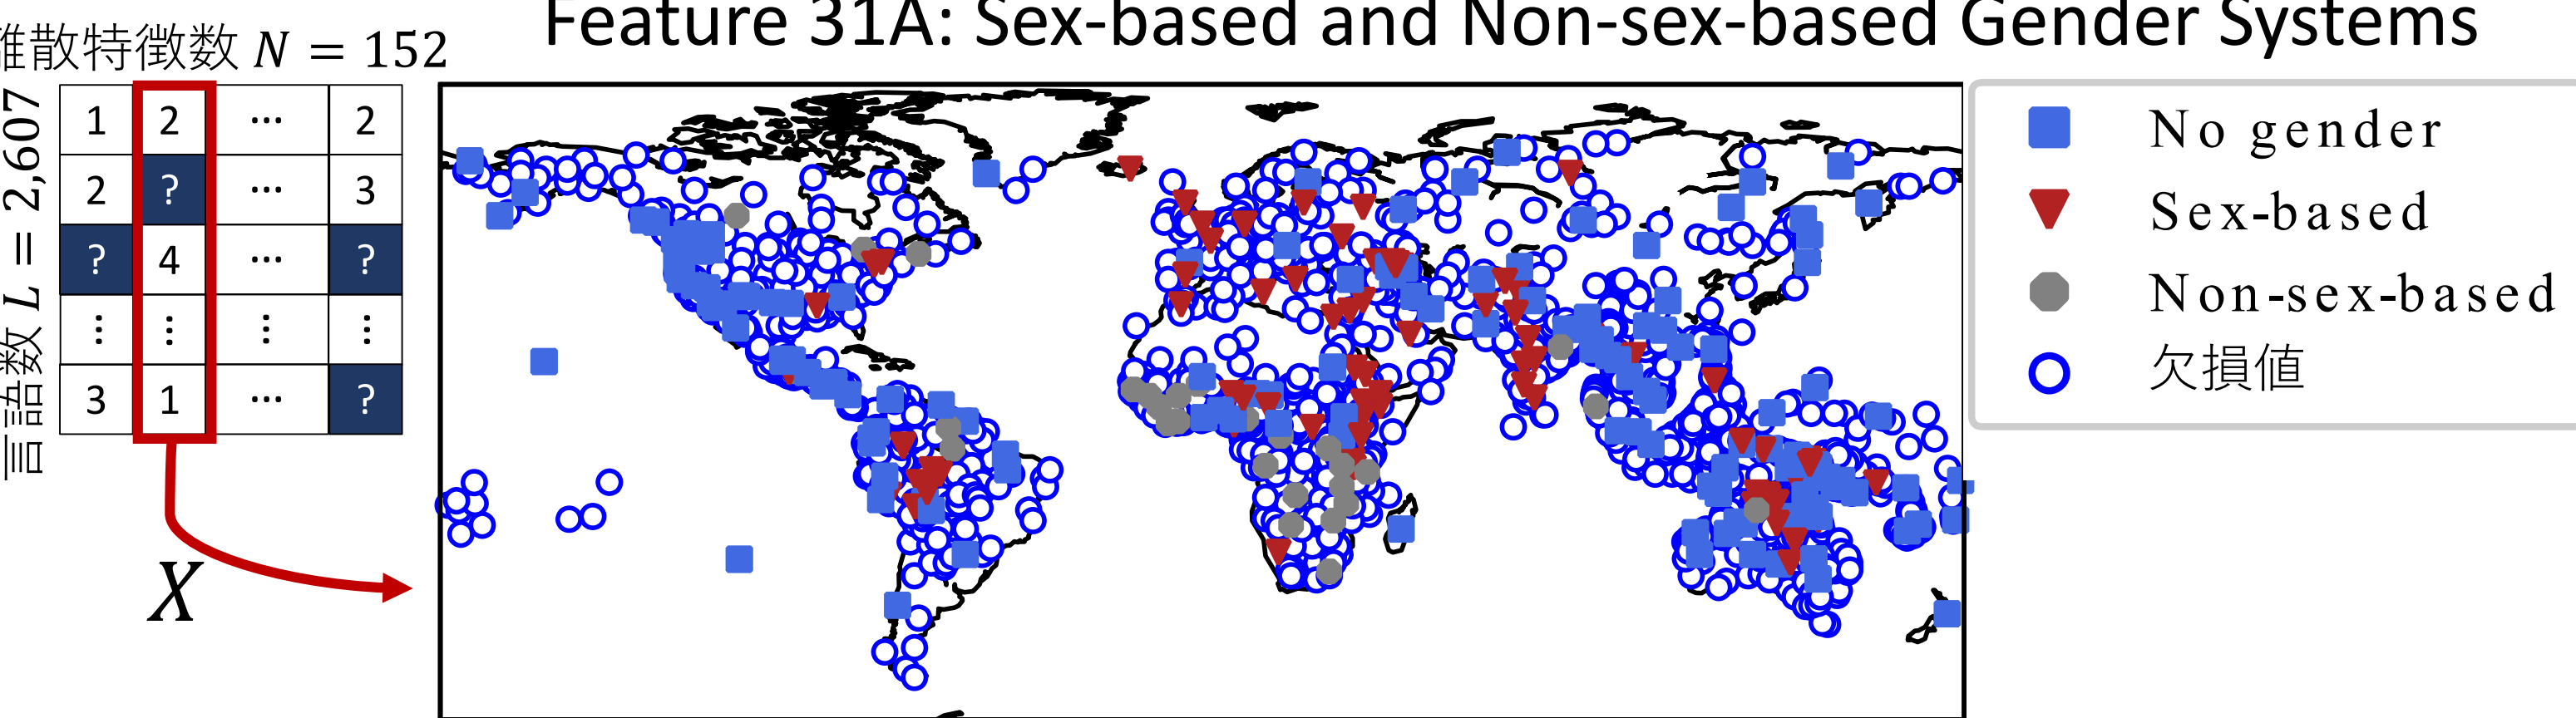 Feature 31A: Sex-based and Non-sex-based Gender Systems
離散特徴数 N = 152
言語数 L = 2,607
1 2 ⋯ 2
2 ? ⋯ 3
? 4 ⋯ ?
⋮ ⋮ ⋮ ⋮
3 1 ⋯ ?
X
No gender
Sex-based
Non-sex-based
欠損値